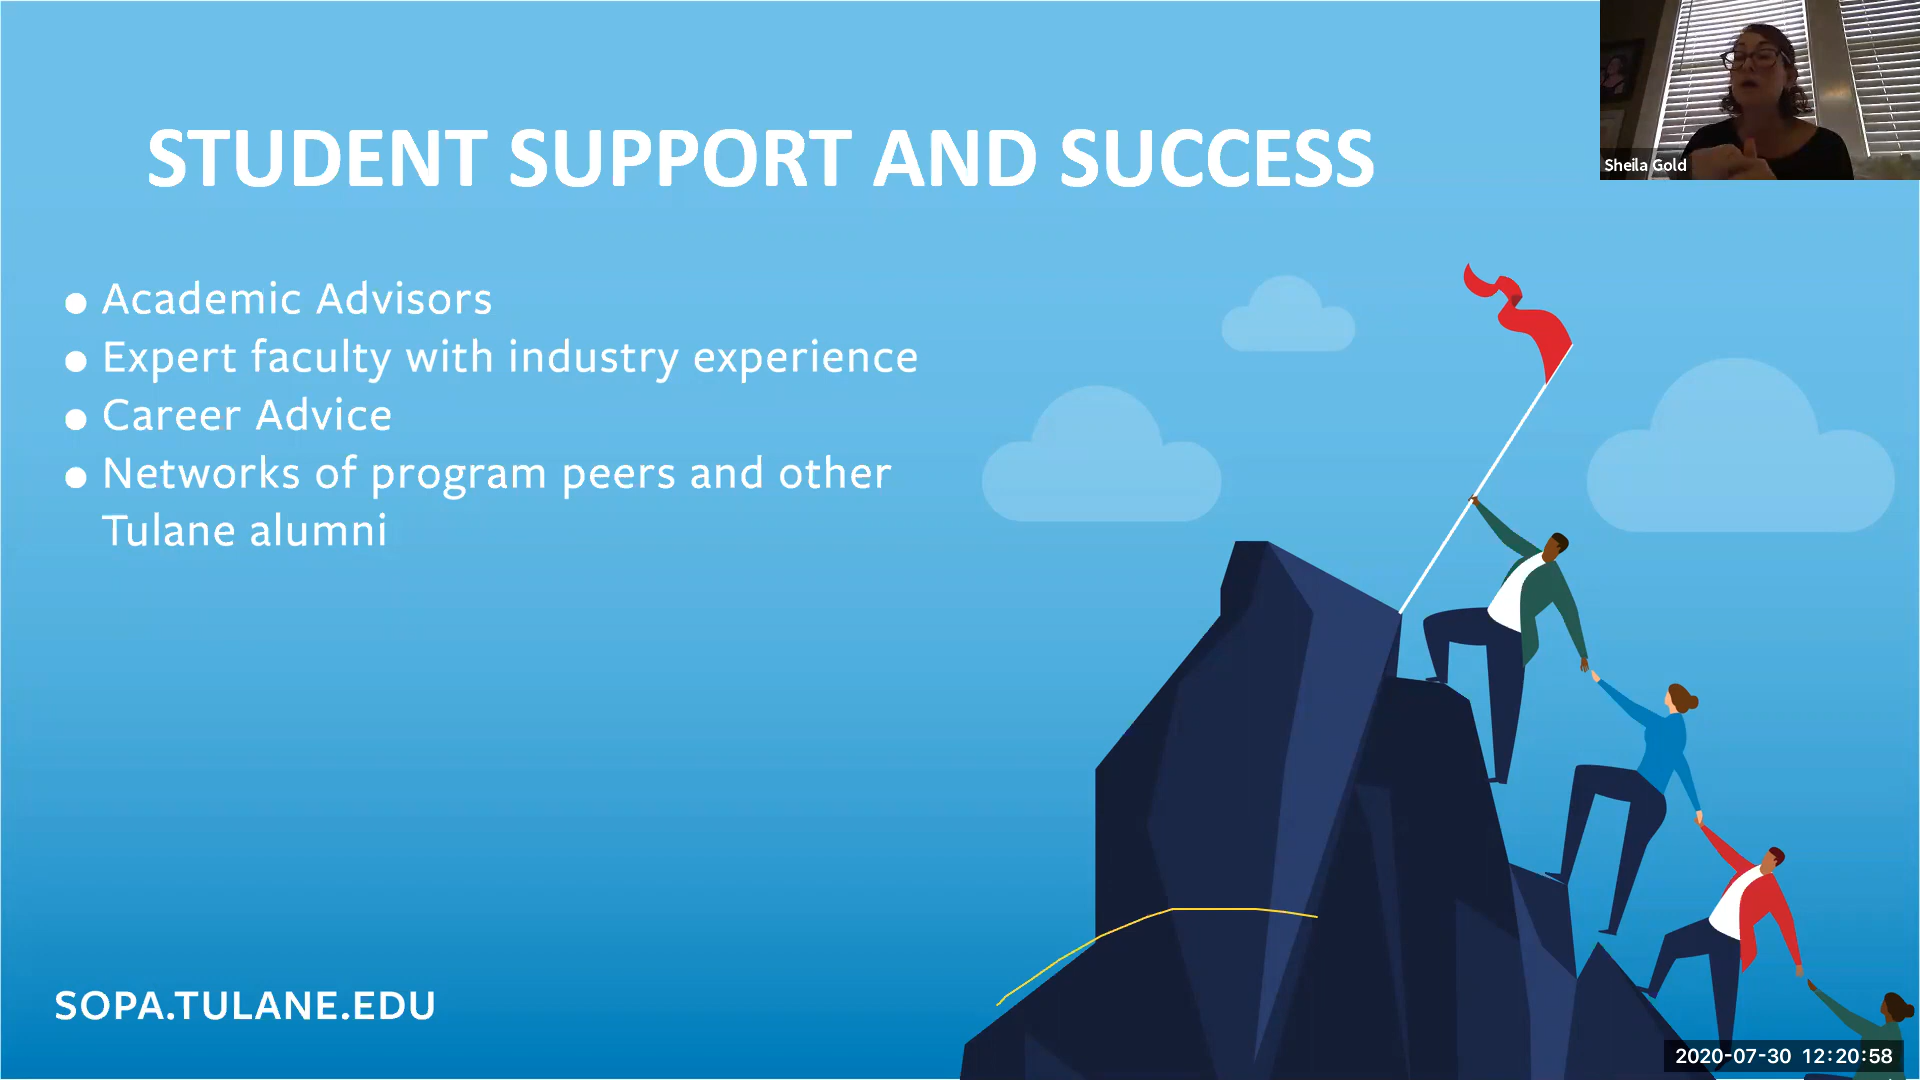 STUDENT SUPPORT AND SUCCESS
Sheila Gold
● Academic Advisors
● Expert faculty with industry experience
● Career Advice
● Networks of program peers and other
Tulane alumni
SOPA.TULANE.EDU
2020-07-30 12:20:58